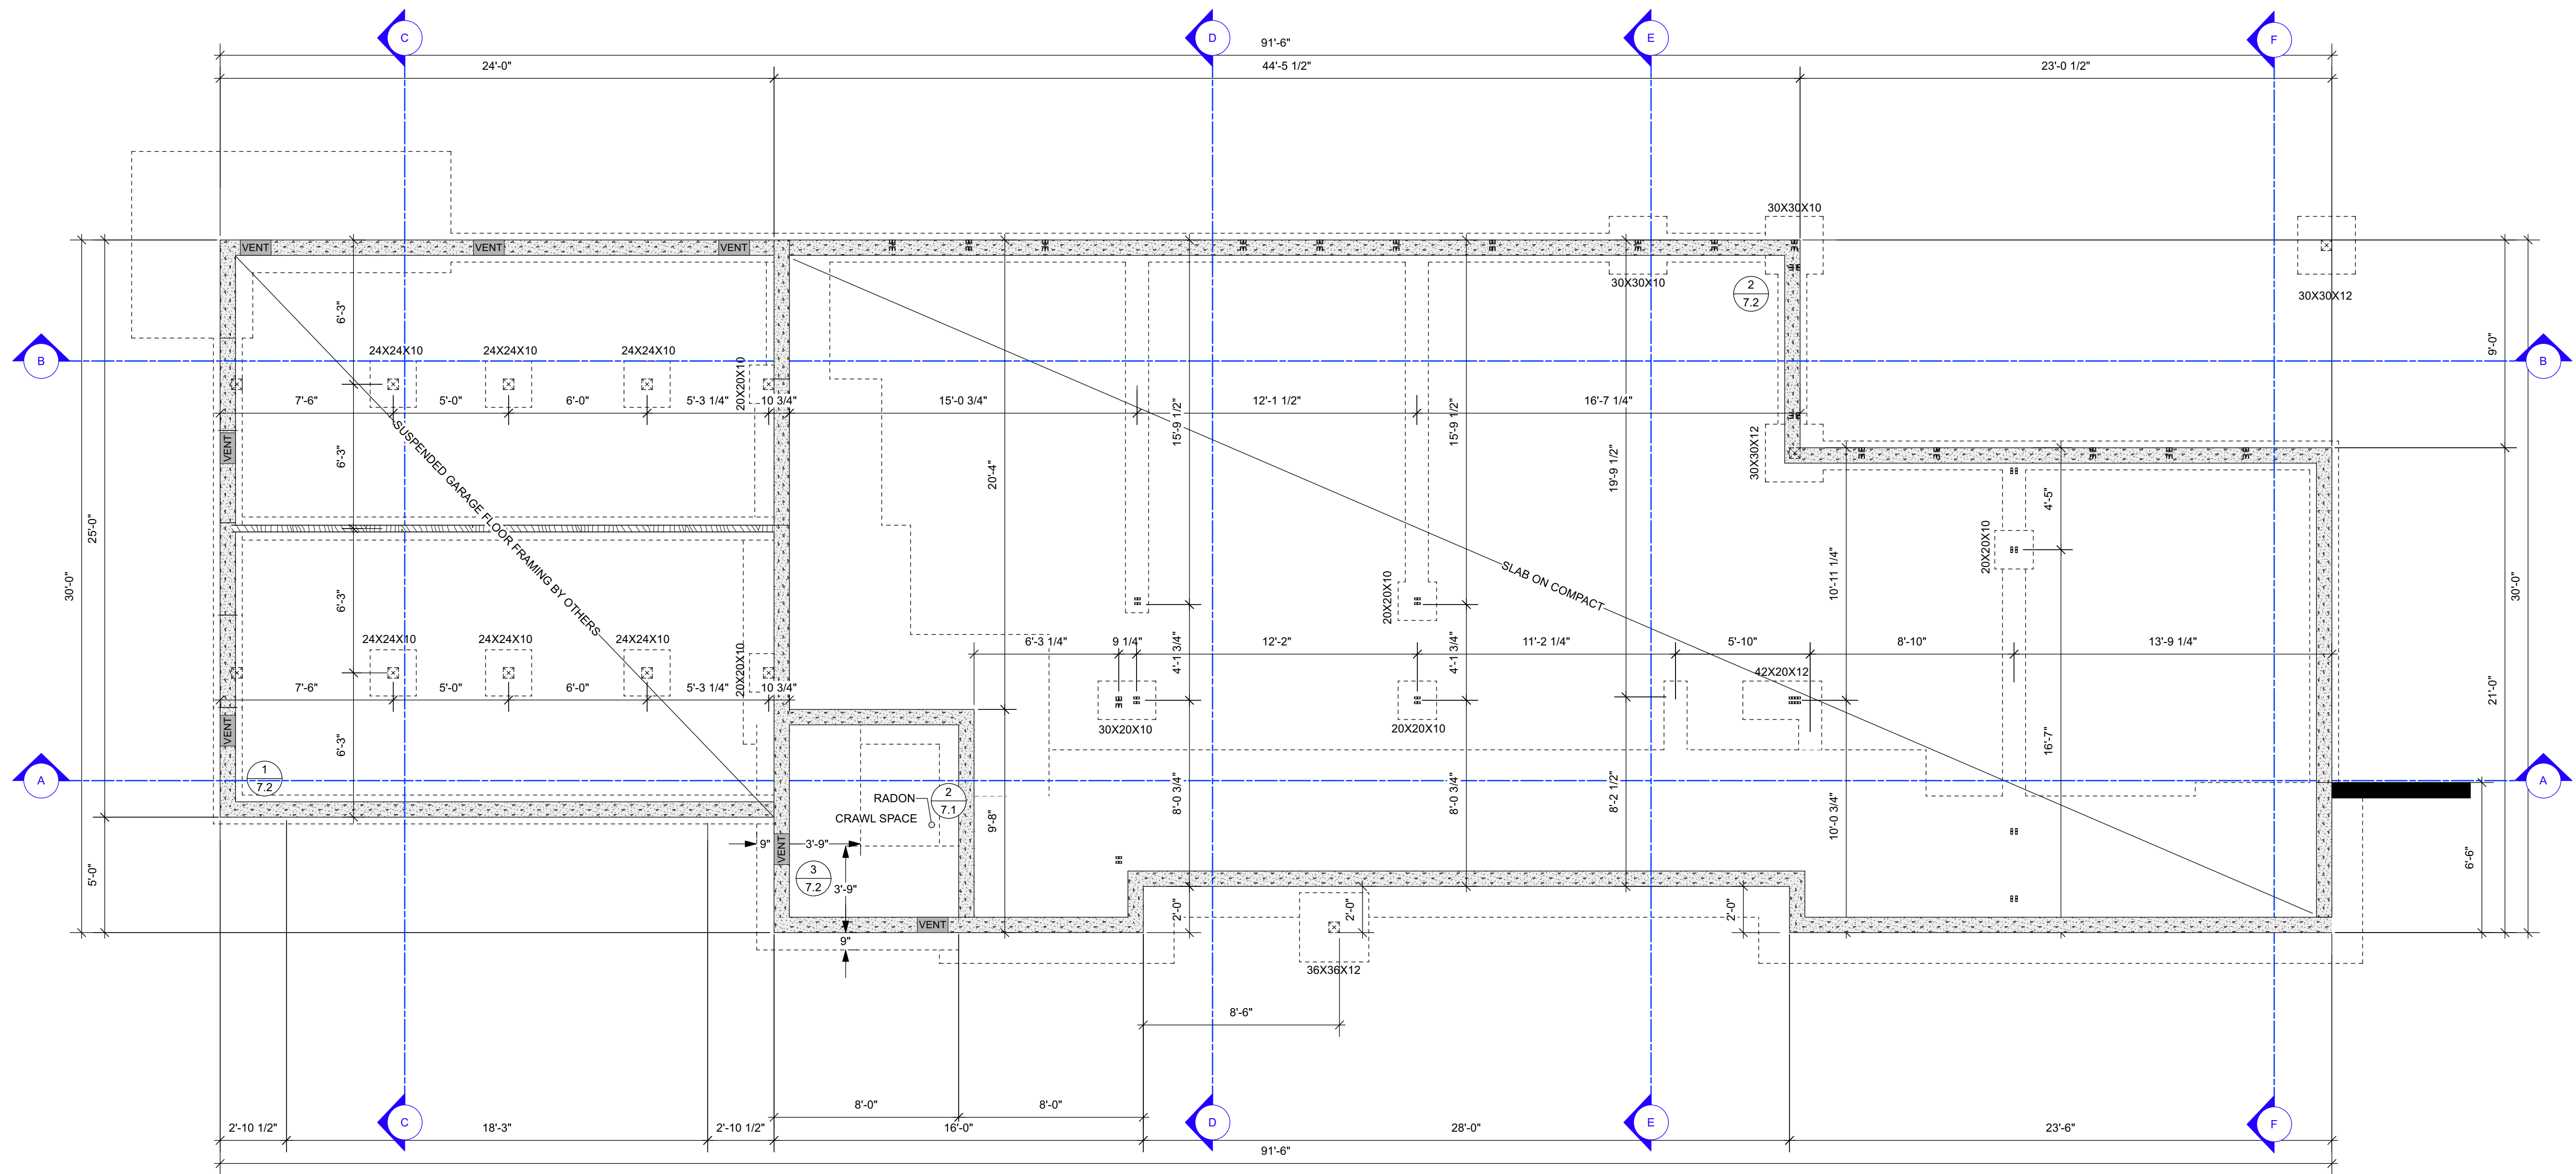 C
D
E
F
91'-6"
24'-0"
44'-5 1/2"
23'-0 1/2"
30X30X10
VENT
VENT
VENT
30X30X10
2
7.2
30X30X12
6'-3"
9'-0"
B
B
24X24X10
24X24X10
24X24X10
20X20X10
7'-6"
5'-0"
6'-0"
5'-3 1/4"
10 3/4"
15'-0 3/4"
12'-1 1/2"
16'-7 1/4"
15'-9 1/2"
15'-9 1/2"
19'-9 1/2"
30X30X12
VENT
6'-3"
SUSPENDED GARAGE FLOOR FRAMING BY OTHERS
20'-4"
4'-5"
25'-0"
30'-0"
20X20X10
10'-11 1/4"
SLAB ON COMPACT
30'-0"
6'-3"
20X20X10
24X24X10
24X24X10
24X24X10
20X20X10
6'-3 1/4"
9 1/4"
12'-2"
11'-2 1/4"
5'-10"
8'-10"
13'-9 1/4"
4'-1 3/4"
4'-1 3/4"
42X20X12
21'-0"
7'-6"
5'-0"
6'-0"
5'-3 1/4"
10 3/4"
30X20X10
20X20X10
VENT
6'-3"
16'-7"
A
A
1
7.2
RADON
2
7.1
CRAWL SPACE
9'-8"
8'-0 3/4"
8'-0 3/4"
8'-2 1/2"
10'-0 3/4"
6'-6"
9"
VENT
3'-9"
3
7.2
3'-9"
5'-0"
2'-0"
2'-0"
2'-0"
VENT
9"
36X36X12
8'-6"
8'-0"
8'-0"
C
D
E
F
2'-10 1/2"
18'-3"
2'-10 1/2"
16'-0"
28'-0"
23'-6"
91'-6"